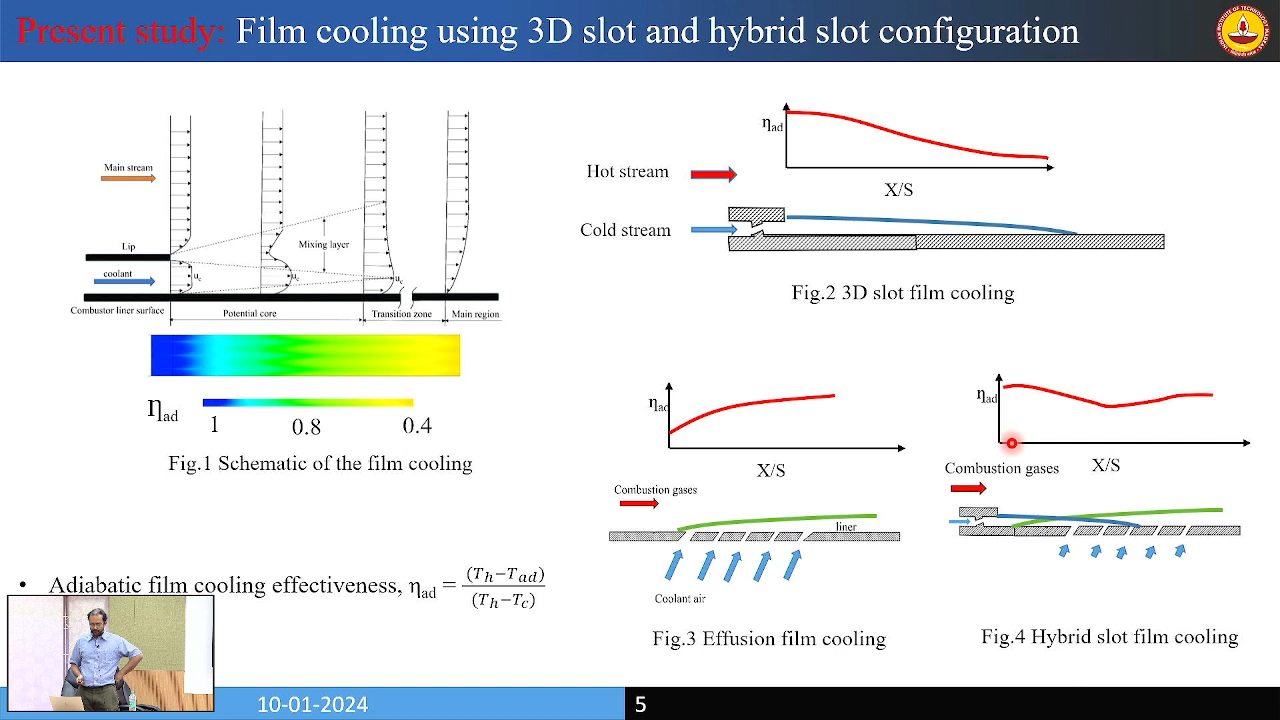 Present study: Film cooling using 3D slot and hybrid slot configuration
Main stream
Lip
coolant
Mixing layer
u_c
u_c
u_c
Combustor liner surface
Potential core
Transition zone
Main region
η_ad
1
0.8
0.4
Fig.1 Schematic of the film cooling
• Adiabatic film cooling effectiveness, η_ad = (T_h−T_ad) / (T_h−T_c)
η_ad
X/S
Hot stream
Cold stream
Fig.2 3D slot film cooling
η_ad
X/S
Combustion gases
liner
Coolant air
Fig.3 Effusion film cooling
η_ad
X/S
Combustion gases
Fig.4 Hybrid slot film cooling
10-01-2024
5